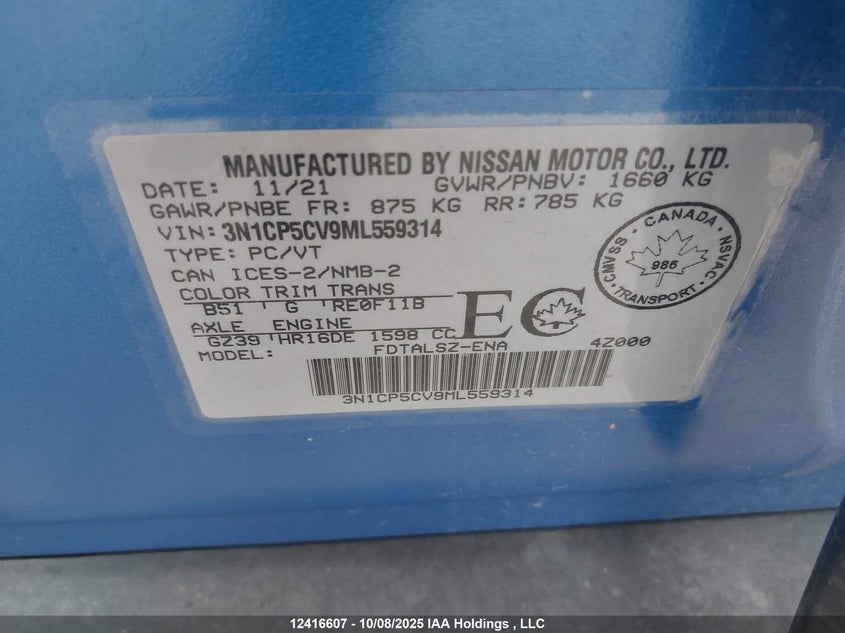 MANUFACTURED BY NISSAN MOTOR CO., LTD.
DATE: 11/21 GVWR/PNBV: 1660 KG
GAWR/PNBE FR: 875 KG RR: 785 KG
VIN: 3N1CP5CV9ML559314
TYPE: PC/VT
CAN ICES-2/NMB-2
COLOR TRIM TRANS
B51 G RE0F11B
AXLE ENGINE
GZ39 HR16DE 1598 CC
MODEL: FDTALSZ-ENA 4Z000
EC
CANADA
CMVSS 986 NSVAC
TRANSPORT
3N1CP5CV9ML559314
12416607 - 10/08/2025 IAA Holdings , LLC